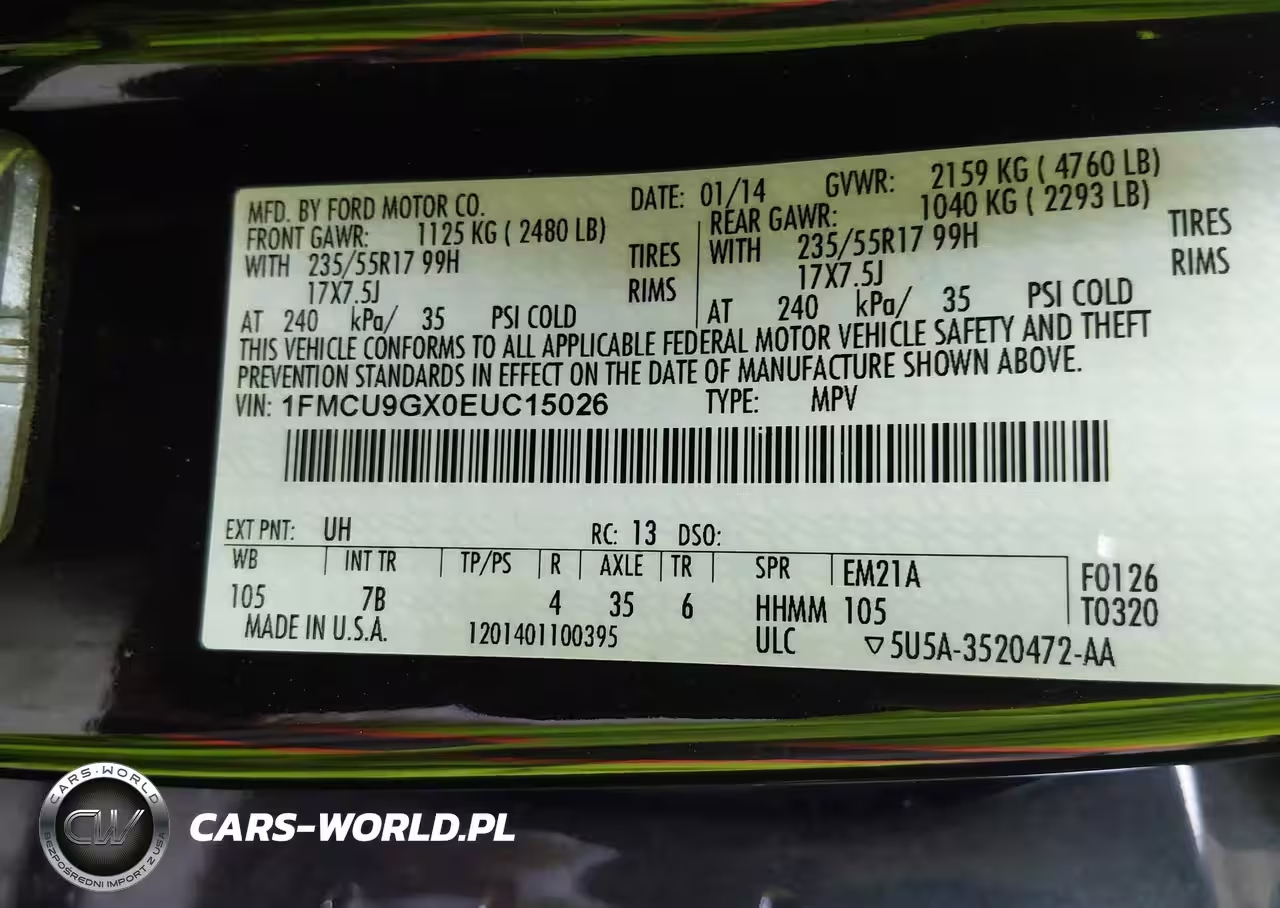 MFD. BY FORD MOTOR CO. DATE: 01/14 GVWR: 2159 KG ( 4760 LB)
FRONT GAWR: 1125 KG ( 2480 LB) REAR GAWR: 1040 KG ( 2293 LB)
WITH 235/55R17 99H TIRES WITH 235/55R17 99H TIRES
17X7.5J RIMS 17X7.5J RIMS
AT 240 kPa/ 35 PSI COLD AT 240 kPa/ 35 PSI COLD
THIS VEHICLE CONFORMS TO ALL APPLICABLE FEDERAL MOTOR VEHICLE SAFETY AND THEFT
PREVENTION STANDARDS IN EFFECT ON THE DATE OF MANUFACTURE SHOWN ABOVE.
VIN: 1FMCU9GX0EUC15026 TYPE: MPV
EXT PNT: UH RC: 13 DSO:
WB INT TR TP/PS R AXLE TR SPR EM21A F0126
105 7B 4 35 6 HHMM 105 T0320
MADE IN U.S.A. 1201401100395 ULC ▽5U5A-3520472-AA
CARS-WORLD
CW
BEZPOŚREDNI IMPORT Z USA
CARS-WORLD.PL